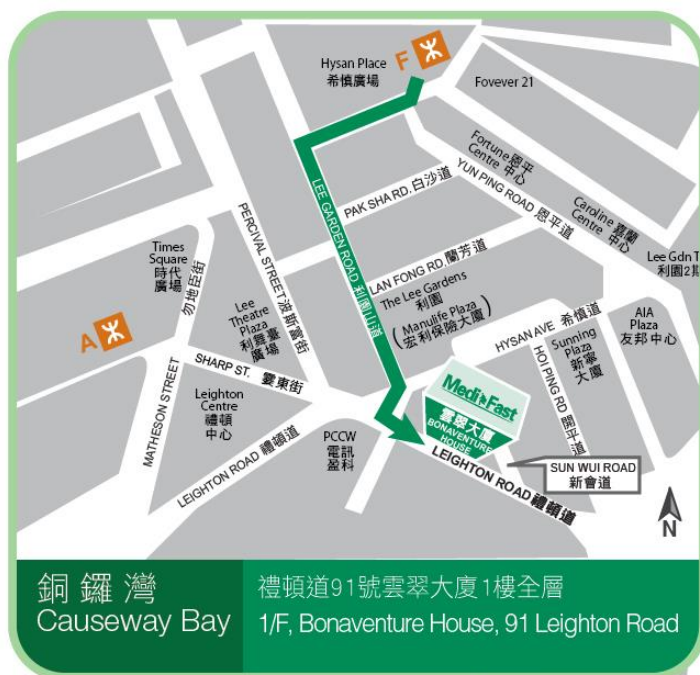 Hysan Place
希慎廣場
F
Fovever 21
Fortune 恩平
Centre 中心
YUN PING ROAD 恩平道
Caroline 嘉蘭
Centre 中心
PAK SHA RD. 白沙道
LEE GARDEN ROAD 利園山道
PERCIVAL STREET 波斯富街
Times
Square
時代
廣場
勿地臣街
A
Lee
Theatre
Plaza
利舞臺
廣場
LAN FONG RD. 蘭芳道
The Lee Gardens
利園
(Manulife Plaza
宏利保險大廈)
Lee Gdn T
利園2期
HYSAN AVE 希慎道
AIA
Plaza
友邦中心
Sunning
Plaza
新寧
大廈
HOI PING RD 開平道
SHARP ST. 霎東街
MATHESON STREET
Leighton
Centre
禮頓
中心
LEIGHTON ROAD 禮頓道
PCCW
電訊
盈科
Medi Fast
雲翠大廈
BONAVENTURE
HOUSE
LEIGHTON ROAD 禮頓道
SUN WUI ROAD
新會道
N
銅鑼灣
Causeway Bay
禮頓道91號雲翠大廈1樓全層
1/F, Bonaventure House, 91 Leighton Road